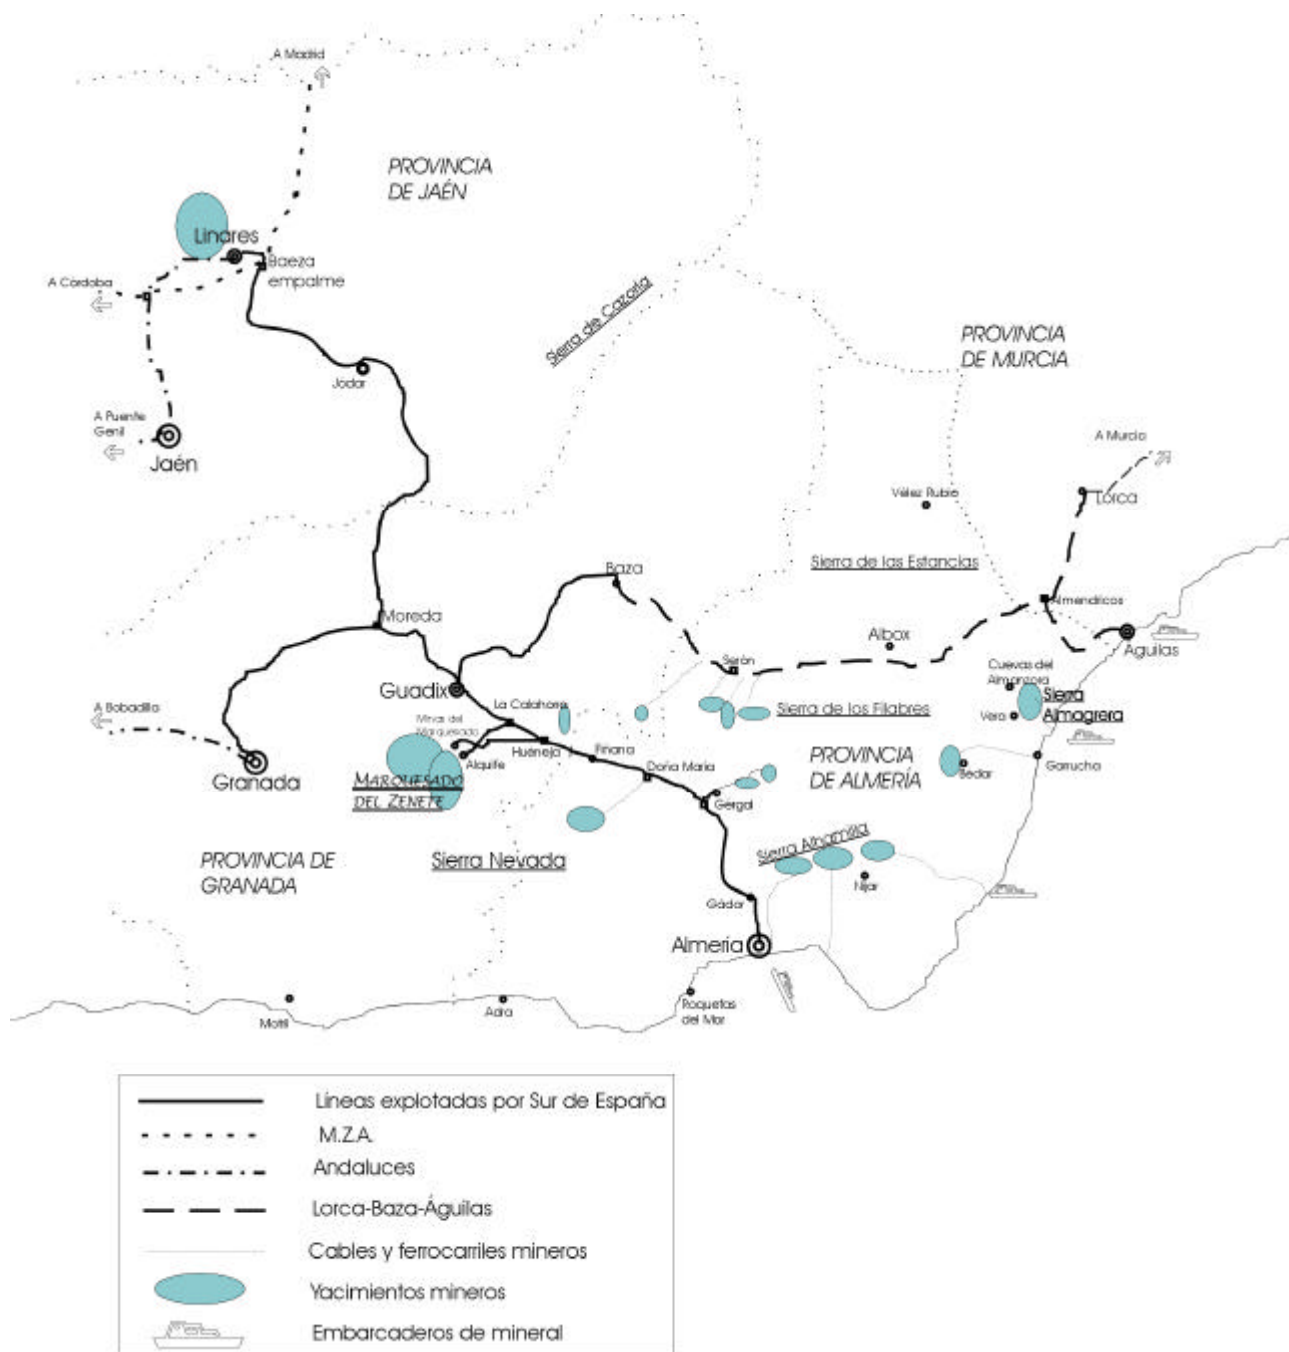 A Madrid
PROVINCIA
DE JAÉN
Linares
Baeza
empalme
A Córdoba
Sierra de Cazorla
PROVINCIA
DE MURCIA
Jódar
A Puente
Genil
Jaén
A Murcia
Lorca
Vélez Rubio
Sierra de las Estancias
Baza
Almendricos
Moreda
Albox
Águilas
Serón
Cuevas del
Almanzora
Guadix
Sierra
Almagrera
La Calahorra
Sierra de los Filabres
Vera
A Bobadilla
Minas del
Marquesado
Huéneja
Fiñana
PROVINCIA
DE ALMERÍA
Garrucha
Alquife
Doña María
Bedar
Granada
MARQUESADO
DEL ZENETE
Gérgal
Sierra Alhamilla
PROVINCIA DE
GRANADA
Sierra Nevada
Níjar
Gádor
Almería
Motril
Adra
Roquetas
del Mar
Líneas explotadas por Sur de España
M.Z.A.
Andaluces
Lorca-Baza-Águilas
Cables y ferrocarriles mineros
Yacimientos mineros
Embarcaderos de mineral